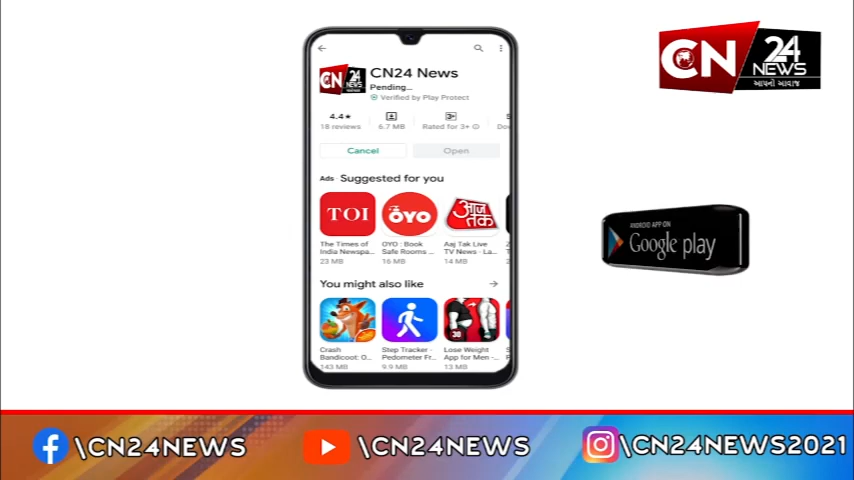 CN24 News
Pending...
Verified by Play Protect
4.4★
18 reviews
6.7 MB
3+
Rated for 3+
Cancel
Open
Ads · Suggested for you
TOI
OYO
आज तक
The Times of
India Newspa...
23 MB
OYO : Book
Safe Rooms ...
16 MB
Aaj Tak Live
TV News - La...
14 MB
You might also like
30
Crash
Bandicoot: O...
143 MB
Step Tracker -
Pedometer Fr...
9.9 MB
Lose Weight
App for Men -...
13 MB
CN
24
NEWS
આપનો અવાજ
ANDROID APP ON
Google play
\CN24NEWS
\CN24NEWS
\CN24NEWS2021